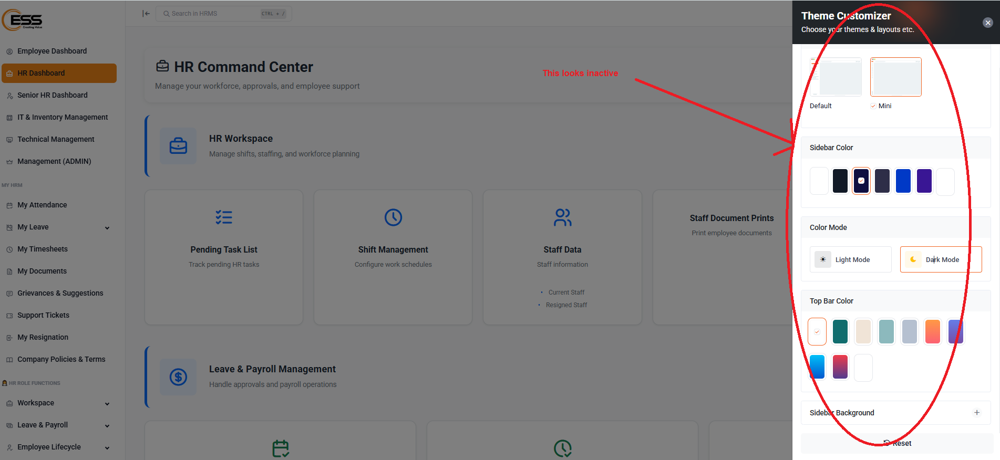 ESS
Creating Value
Search in HRMS
CTRL + /
Employee Dashboard
HR Dashboard
Senior HR Dashboard
IT & Inventory Management
Technical Management
Management (ADMIN)
MY HRM
My Attendance
My Leave
My Timesheets
My Documents
Grievances & Suggestions
Support Tickets
My Resignation
Company Policies & Terms
HR ROLE FUNCTIONS
Workspace
Leave & Payroll
Employee Lifecycle
HR Command Center
Manage your workforce, approvals, and employee support
This looks inactive
HR Workspace
Manage shifts, staffing, and workforce planning
Pending Task List
Track pending HR tasks
Shift Management
Configure work schedules
Staff Data
Staff information
Current Staff
Resigned Staff
Staff Document Prints
Print employee documents
Leave & Payroll Management
Handle approvals and payroll operations
Theme Customizer
Choose your themes & layouts etc.
Default
Mini
Sidebar Color
Color Mode
Light Mode
Dark Mode
Top Bar Color
Sidebar Background
Reset